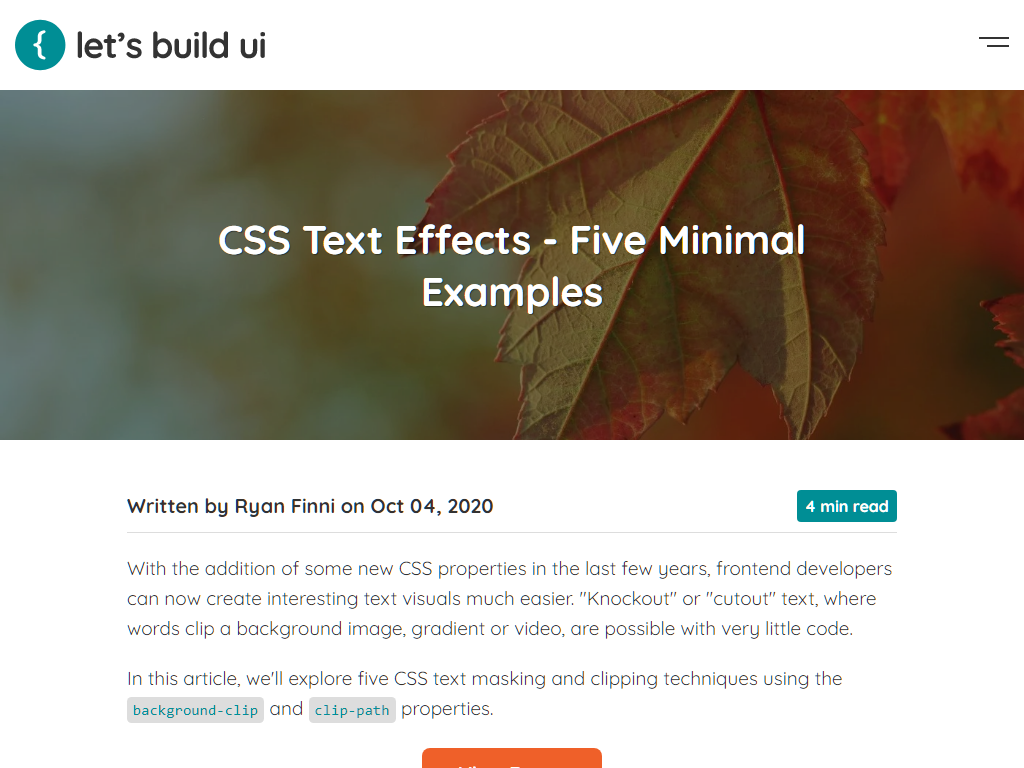 { let’s build ui
CSS Text Effects - Five Minimal
Examples
Written by Ryan Finni on Oct 04, 2020
4 min read
With the addition of some new CSS properties in the last few years, frontend developers
can now create interesting text visuals much easier. "Knockout" or "cutout" text, where
words clip a background image, gradient or video, are possible with very little code.
In this article, we'll explore five CSS text masking and clipping techniques using the
background-clip and clip-path properties.